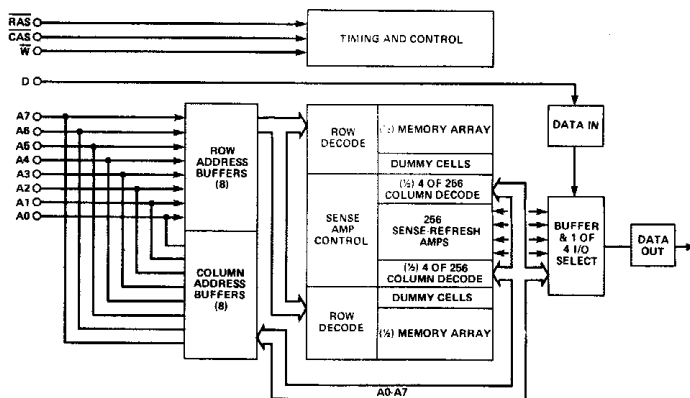 RAS
CAS
W
TIMING AND CONTROL
D
A7
A6
A5
A4
A3
A2
A1
A0
ROW
ADDRESS
BUFFERS
(8)
COLUMN
ADDRESS
BUFFERS
(8)
ROW
DECODE
(½) MEMORY ARRAY
DUMMY CELLS
(½) 4 OF 256
COLUMN DECODE
SENSE
AMP
CONTROL
256
SENSE-REFRESH
AMPS
(½) 4 OF 256
COLUMN DECODE
ROW
DECODE
DUMMY CELLS
(½) MEMORY ARRAY
DATA IN
BUFFER
& 1 OF
4 I/O
SELECT
DATA
OUT
A0-A7